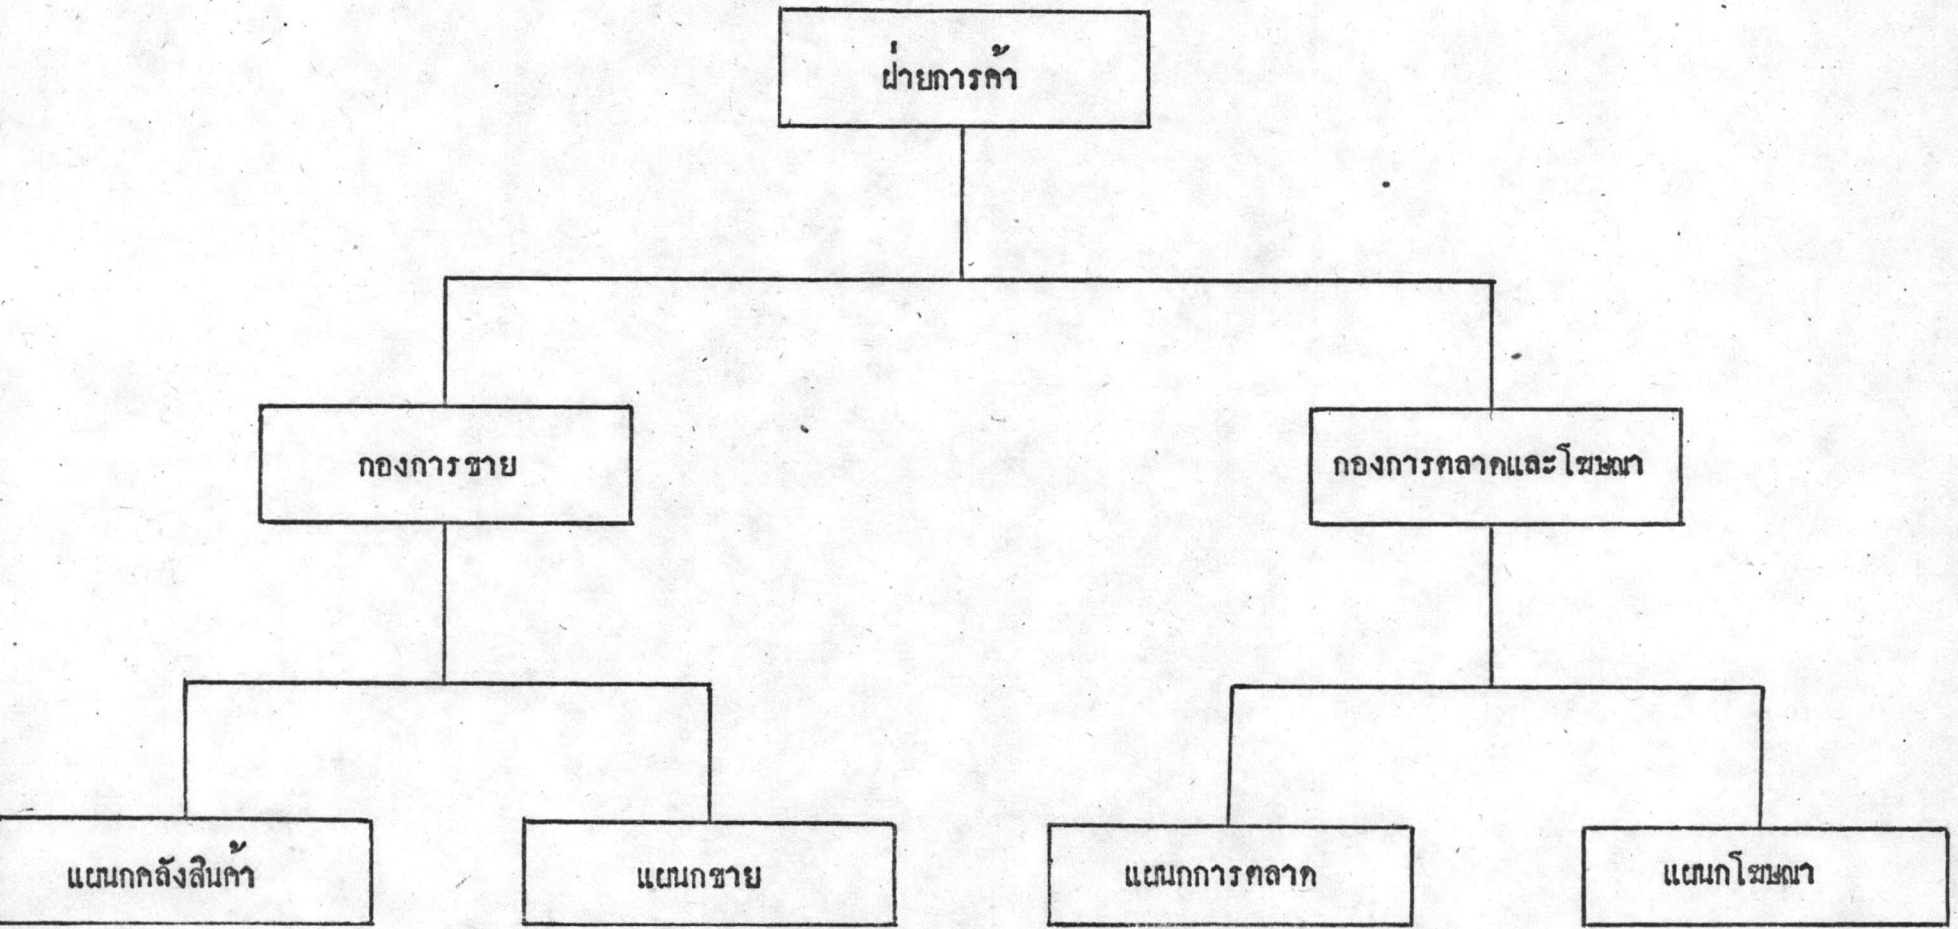 ฝ่ายการค้า
กองการขาย
กองการตลาดและโฆษณา
แผนกคลังสินค้า
แผนกขาย
แผนกการตลาด
แผนกโฆษณา